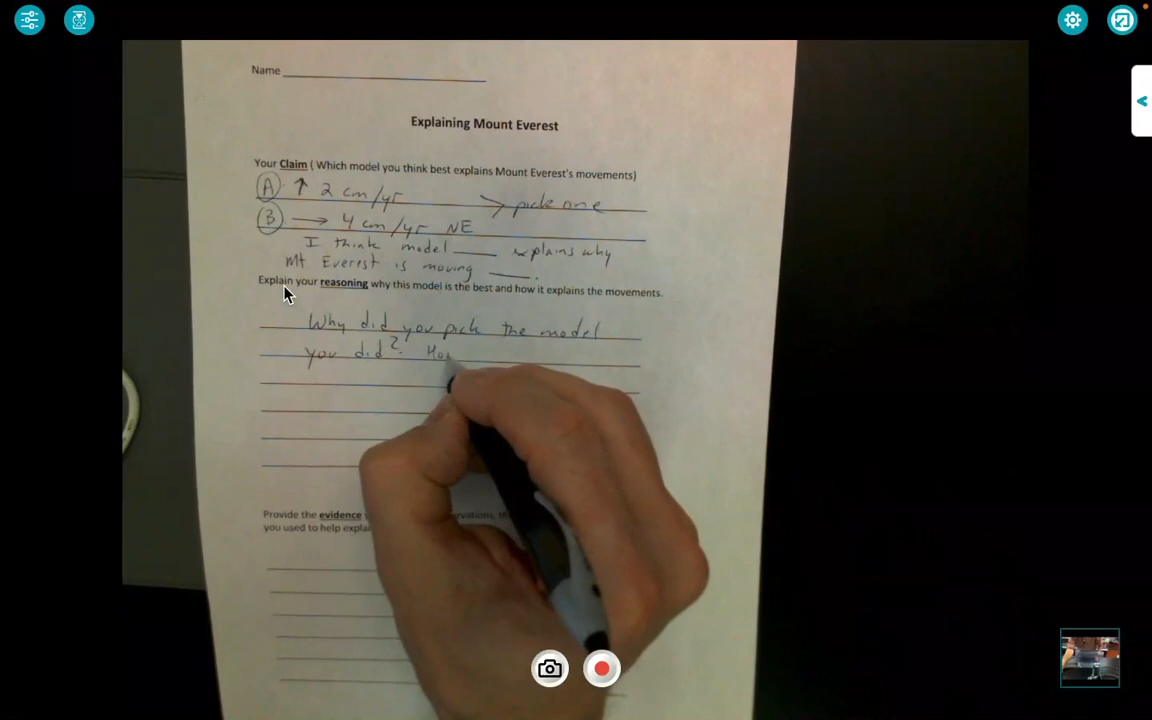 Name
Explaining Mount Everest
Your Claim ( Which model you think best explains Mount Everest's movements)
A ↑ 2 cm/yr > pick one
B → 4 cm/yr NE
I think model ____ explains why
Mt Everest is moving ____.
Explain your reasoning why this model is the best and how it explains the movements.
Why did you pick the model
you did? How
Provide the evidence
you used to help